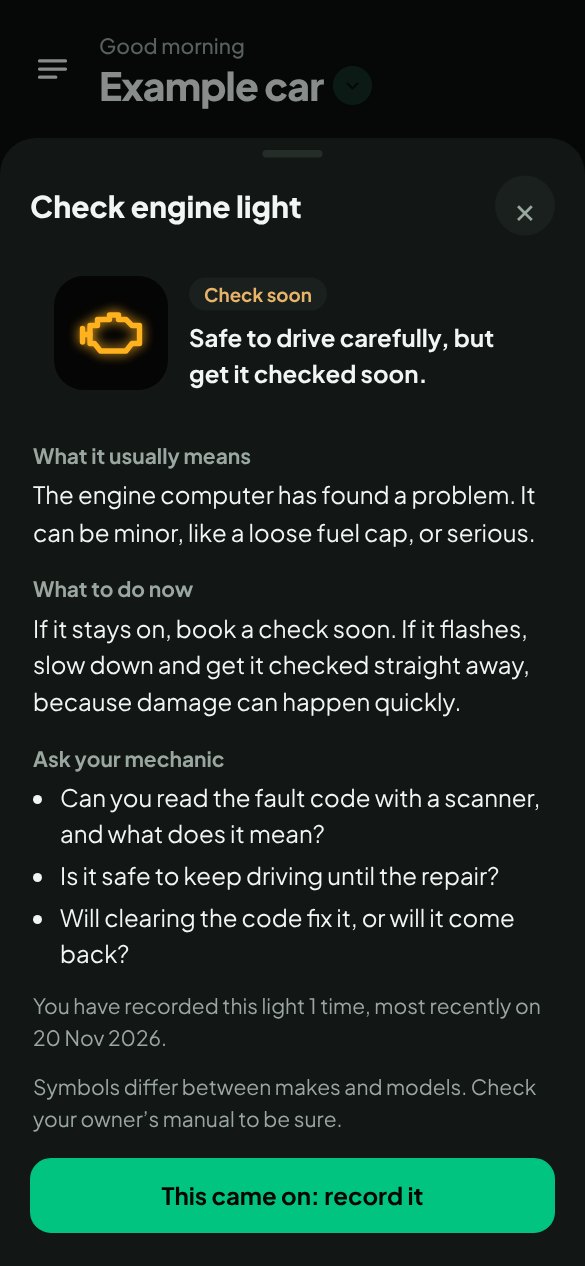 Good morning
Example car
Check engine light
Check soon
Safe to drive carefully, but
get it checked soon.
What it usually means
The engine computer has found a problem. It
can be minor, like a loose fuel cap, or serious.
What to do now
If it stays on, book a check soon. If it flashes,
slow down and get it checked straight away,
because damage can happen quickly.
Ask your mechanic
• Can you read the fault code with a scanner,
and what does it mean?
• Is it safe to keep driving until the repair?
• Will clearing the code fix it, or will it come
back?
You have recorded this light 1 time, most recently on
20 Nov 2026.
Symbols differ between makes and models. Check
your owner’s manual to be sure.
This came on: record it